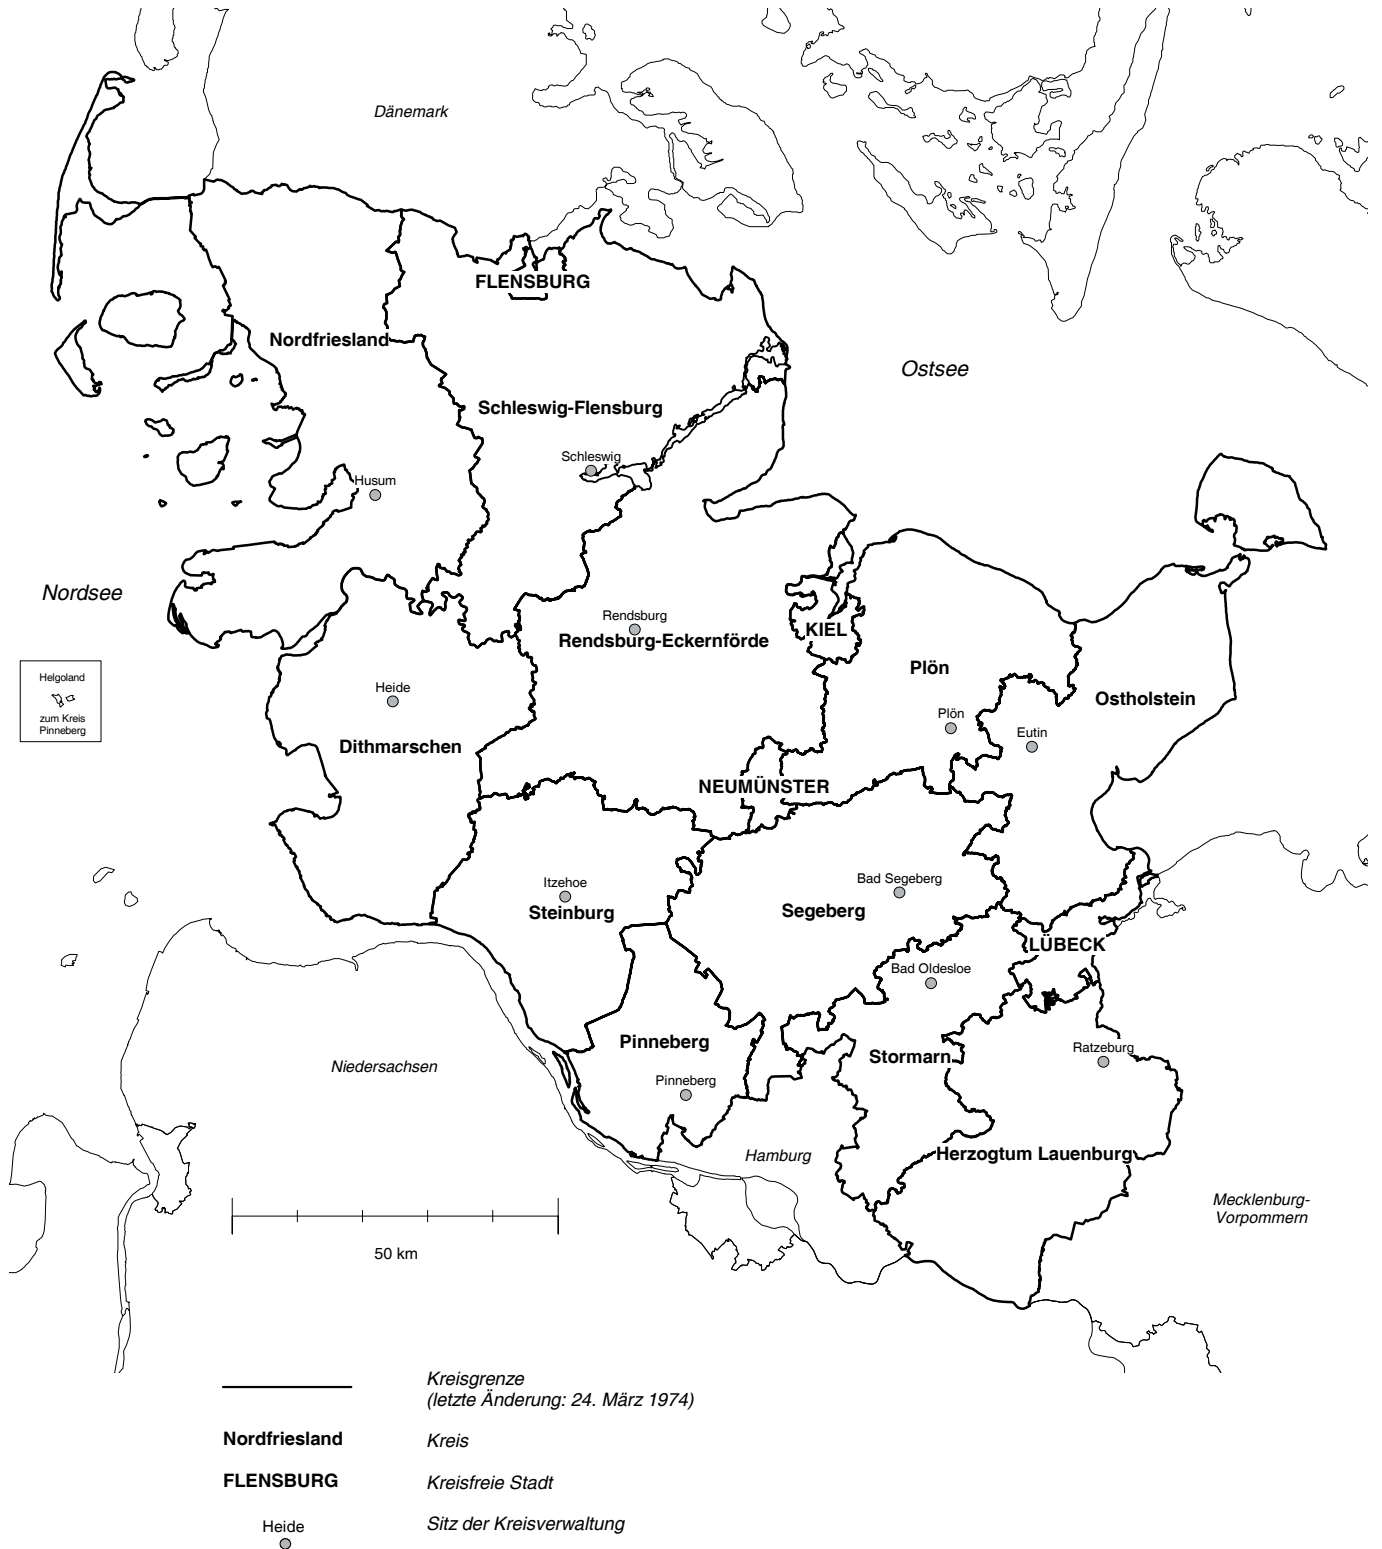 Dänemark
FLENSBURG
Nordfriesland
Ostsee
Schleswig-Flensburg
Schleswig
Husum
Nordsee
Rendsburg
Rendsburg-Eckernförde
KIEL
Plön
Helgoland
zum Kreis
Pinneberg
Heide
Ostholstein
Plön
Eutin
Dithmarschen
NEUMÜNSTER
Itzehoe
Steinburg
Bad Segeberg
Segeberg
LÜBECK
Bad Oldesloe
Pinneberg
Stormarn
Ratzeburg
Niedersachsen
Pinneberg
Hamburg
Herzogtum Lauenburg
Mecklenburg-
Vorpommern
50 km
Kreisgrenze
(letzte Änderung: 24. März 1974)
Nordfriesland Kreis
FLENSBURG Kreisfreie Stadt
Heide Sitz der Kreisverwaltung